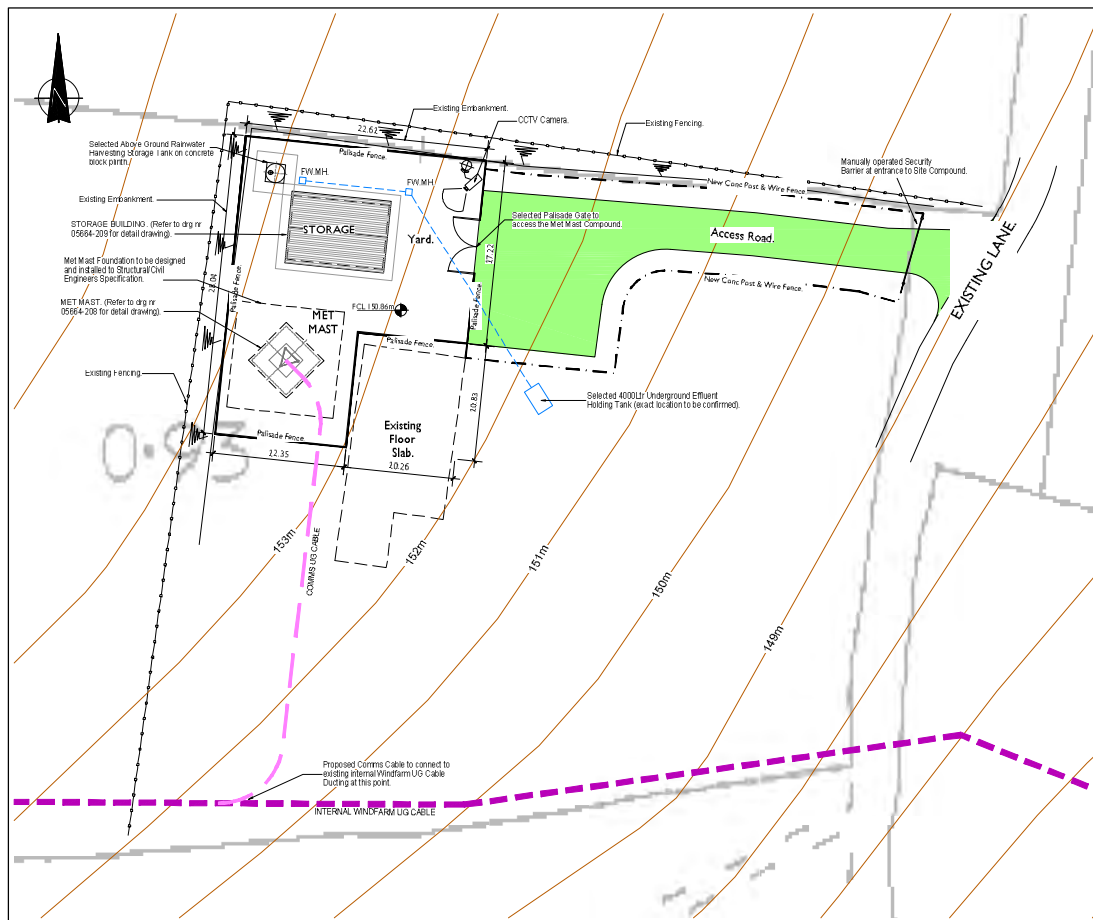 N
Existing Embankment.
22.62
CCTV Camera.
Existing Fencing.
Selected Above Ground Rainwater
Harvesting Storage Tank on concrete
block plinth.
Palisade Fence.
Manually operated Security
Barrier at entrance to Site Compound.
FW.MH.
FW.MH.
New Conc Post & Wire Fence.
Existing Embankment.
Selected Palisade Gate to
access the Met Mast Compound.
STORAGE BUILDING. (Refer to drg nr
05664-209 for detail drawing).
STORAGE
Yard.
Access Road.
EXISTING LANE.
17.22
Met Mast Foundation to be designed
and installed to Structural/Civil
Engineers Specification.
New Conc Post & Wire Fence.
Palisade Fence.
Palisade Fence.
MET MAST. (Refer to drg nr
05664-208 for detail drawing).
FCL 150.86m
MET
MAST
Palisade Fence.
Existing Fencing.
Selected 4000Ltr Underground Effluent
Holding Tank (exact location to be confirmed).
20.83
Existing
Floor
Slab.
Palisade Fence.
0.93
12.35
10.26
153m
152m
151m
150m
149m
COMMS UG CABLE
Proposed Comms Cable to connect to
existing internal Windfarm UG Cable
Ducting at this point.
INTERNAL WINDFARM UG CABLE